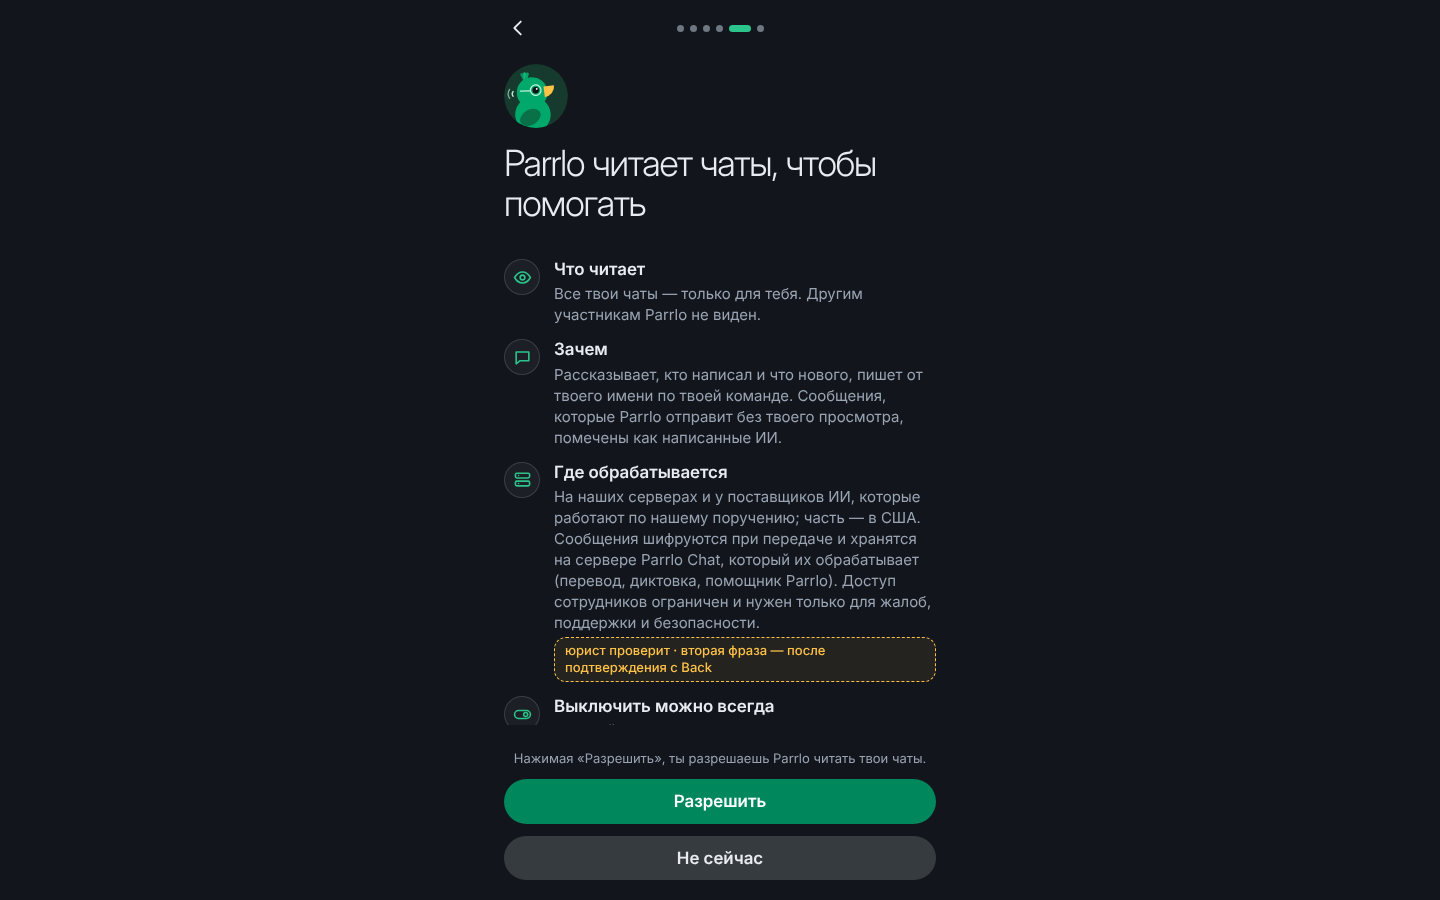 Parrlo читает чаты, чтобы
помогать
Что читает
Все твои чаты — только для тебя. Другим
участникам Parrlo не виден.
Зачем
Рассказывает, кто написал и что нового, пишет от
твоего имени по твоей команде. Сообщения,
которые Parrlo отправит без твоего просмотра,
помечены как написанные ИИ.
Где обрабатывается
На наших серверах и у поставщиков ИИ, которые
работают по нашему поручению; часть — в США.
Сообщения шифруются при передаче и хранятся
на сервере Parrlo Chat, который их обрабатывает
(перевод, диктовка, помощник Parrlo). Доступ
сотрудников ограничен и нужен только для жалоб,
поддержки и безопасности.
юрист проверит · вторая фраза — после
подтверждения с Back
Выключить можно всегда
Нажимая «Разрешить», ты разрешаешь Parrlo читать твои чаты.
Разрешить
Не сейчас